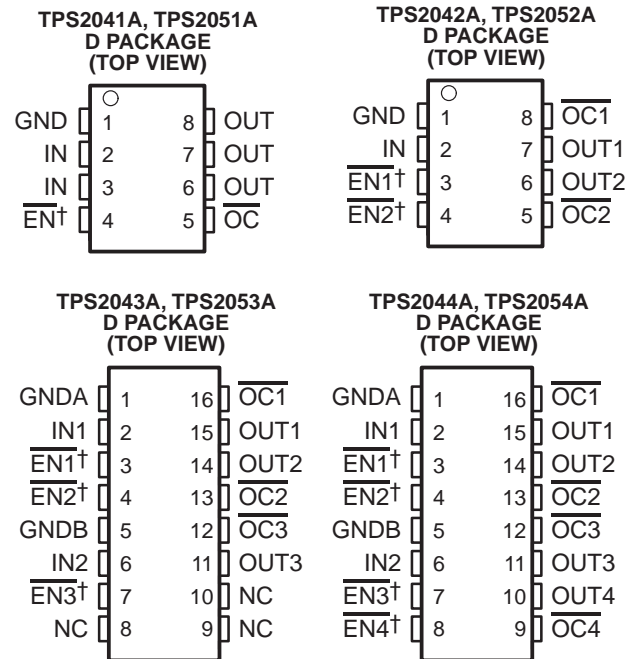 TPS2041A, TPS2051A
D PACKAGE
(TOP VIEW)
GND 1 8 OUT
IN 2 7 OUT
IN 3 6 OUT
EN† 4 5 OC
TPS2042A, TPS2052A
D PACKAGE
(TOP VIEW)
GND 1 8 OC1
IN 2 7 OUT1
EN1† 3 6 OUT2
EN2† 4 5 OC2
TPS2043A, TPS2053A
D PACKAGE
(TOP VIEW)
GNDA 1 16 OC1
IN1 2 15 OUT1
EN1† 3 14 OUT2
EN2† 4 13 OC2
GNDB 5 12 OC3
IN2 6 11 OUT3
EN3† 7 10 NC
NC 8 9 NC
TPS2044A, TPS2054A
D PACKAGE
(TOP VIEW)
GNDA 1 16 OC1
IN1 2 15 OUT1
EN1† 3 14 OUT2
EN2† 4 13 OC2
GNDB 5 12 OC3
IN2 6 11 OUT3
EN3† 7 10 OUT4
EN4† 8 9 OC4